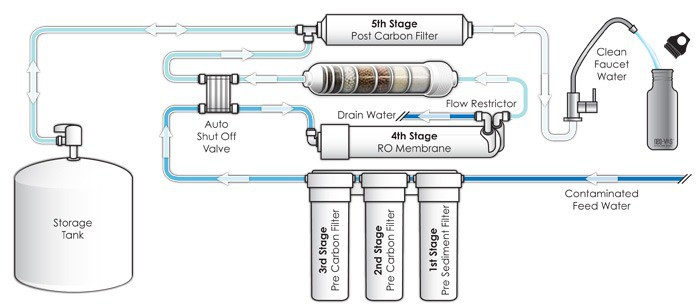 5th Stage
Post Carbon Filter
Clean
Faucet
Water
Flow Restrictor
Drain Water
Auto
Shut Off
Valve
4th Stage
RO Membrane
Contaminated
Feed Water
Storage
Tank
3rd Stage
Pre Carbon Filter
2nd Stage
Pre Carbon Filter
1st Stage
Pre Sediment Filter